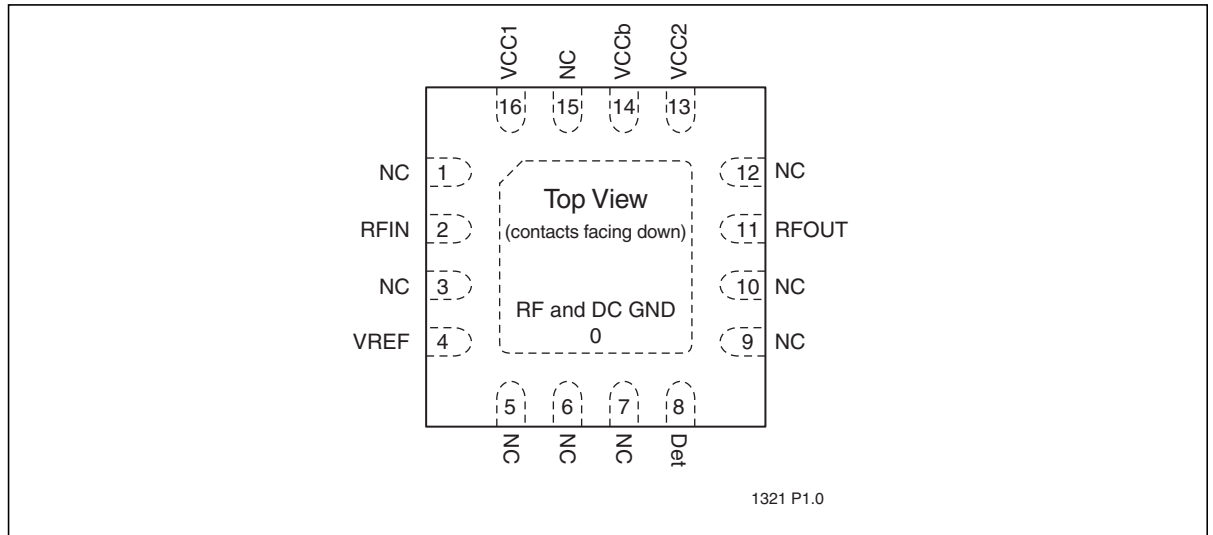 VCC1
NC
VCCb
VCC2
16
15
14
13
NC 1
12 NC
RFIN 2
11 RFOUT
NC 3
10 NC
VREF 4
9 NC
Top View
(contacts facing down)
RF and DC GND
0
5
6
7
8
NC
NC
NC
Det
1321 P1.0